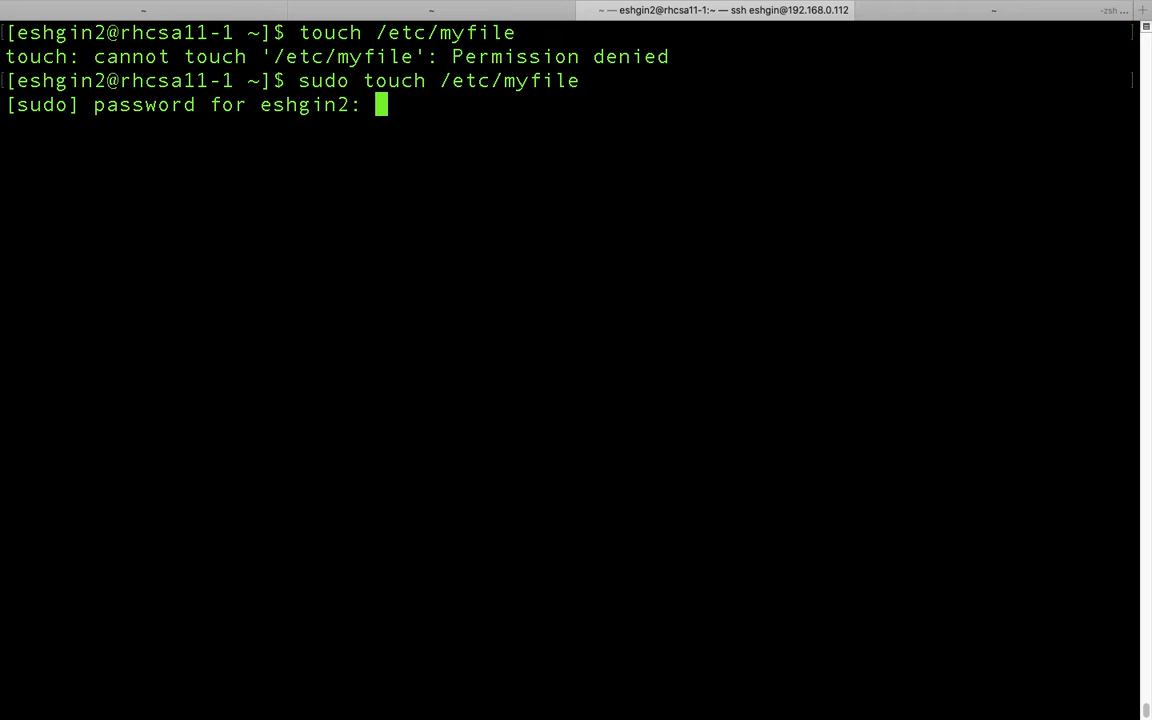 ~
~
~ — eshgin2@rhcsa11-1:~ — ssh eshgin@192.168.0.112
~
-zsh ...
[eshgin2@rhcsa11-1 ~]$ touch /etc/myfile
touch: cannot touch '/etc/myfile': Permission denied
[eshgin2@rhcsa11-1 ~]$ sudo touch /etc/myfile
[sudo] password for eshgin2: